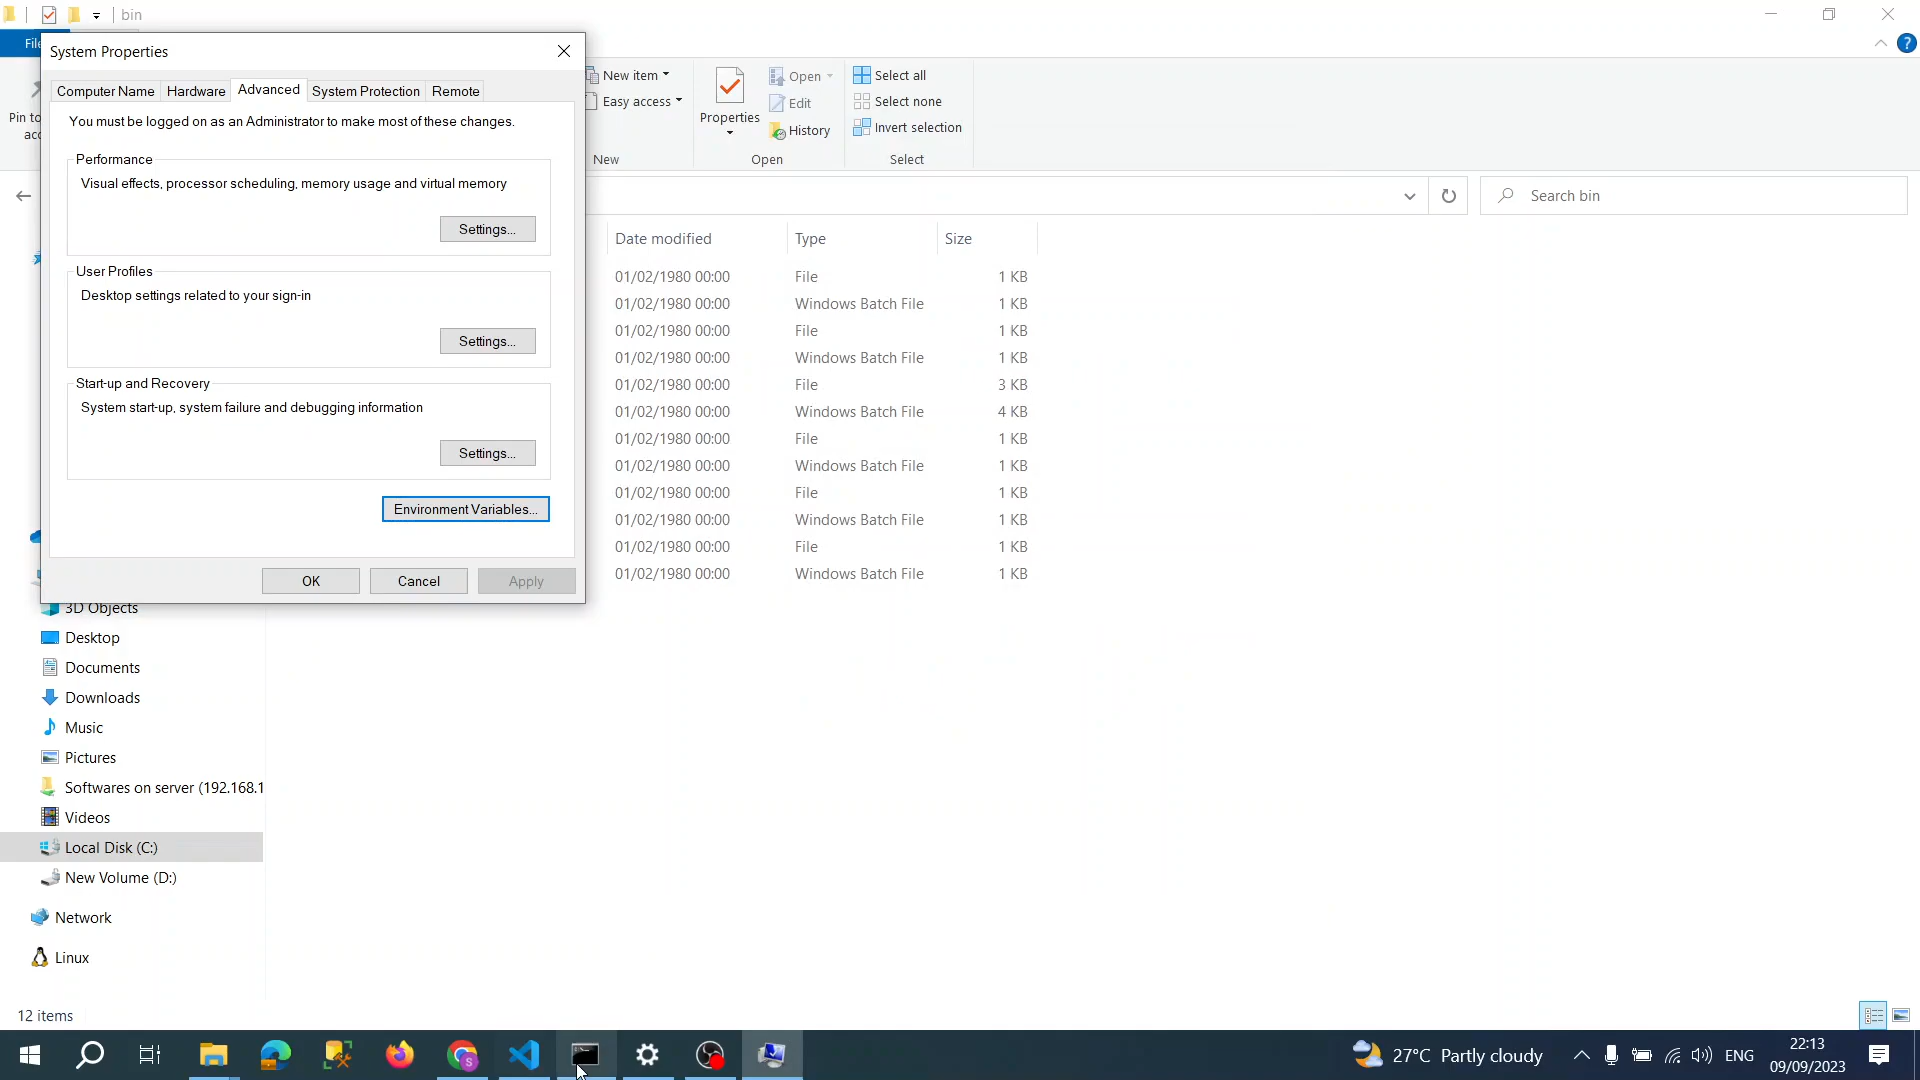 bin
System Properties
File
Computer Name
Hardware
Advanced
System Protection
Remote
You must be logged on as an Administrator to make most of these changes.
Performance
Visual effects, processor scheduling, memory usage and virtual memory
Settings...
User Profiles
Desktop settings related to your sign-in
Settings...
Start-up and Recovery
System start-up, system failure and debugging information
Settings...
Environment Variables...
OK
Cancel
Apply
Pin to
New item
Easy access
New
Properties
Open
Edit
History
Open
Select all
Select none
Invert selection
Select
?
Search bin
Date modified Type Size
01/02/1980 00:00 File 1 KB
01/02/1980 00:00 Windows Batch File 1 KB
01/02/1980 00:00 File 1 KB
01/02/1980 00:00 Windows Batch File 1 KB
01/02/1980 00:00 File 3 KB
01/02/1980 00:00 Windows Batch File 4 KB
01/02/1980 00:00 File 1 KB
01/02/1980 00:00 Windows Batch File 1 KB
01/02/1980 00:00 File 1 KB
01/02/1980 00:00 Windows Batch File 1 KB
01/02/1980 00:00 File 1 KB
01/02/1980 00:00 Windows Batch File 1 KB
3D Objects
Desktop
Documents
Downloads
Music
Pictures
Softwares on server (192.168.1
Videos
Local Disk (C:)
New Volume (D:)
Network
Linux
12 items
S
27°C Partly cloudy
ENG
22:13
09/09/2023